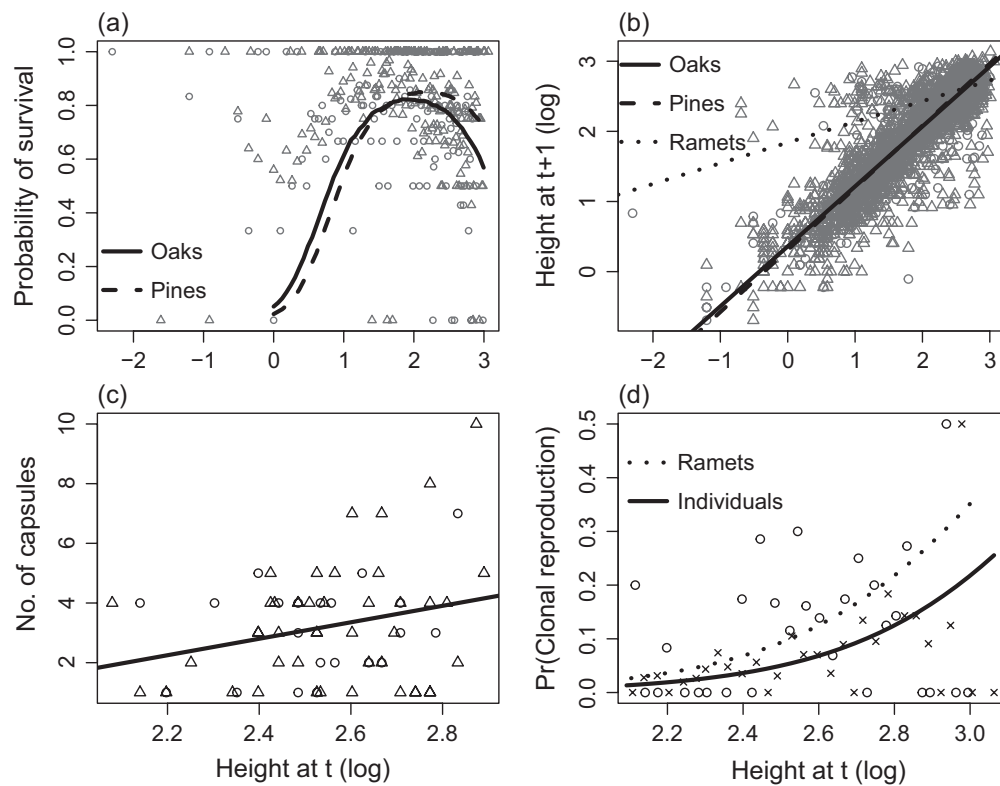 (a)
Probability of survival
1.0
0.8
0.6
0.4
0.2
0.0
Oaks
Pines
−2 −1 0 1 2 3
(b)
Height at t+1 (log)
3
2
1
0
Oaks
Pines
Ramets
−2 −1 0 1 2 3
(c)
No. of capsules
10
8
6
4
2
2.2 2.4 2.6 2.8
Height at t (log)
(d)
Pr(Clonal reproduction)
0.5
0.4
0.3
0.2
0.1
0.0
Ramets
Individuals
2.2 2.4 2.6 2.8 3.0
Height at t (log)